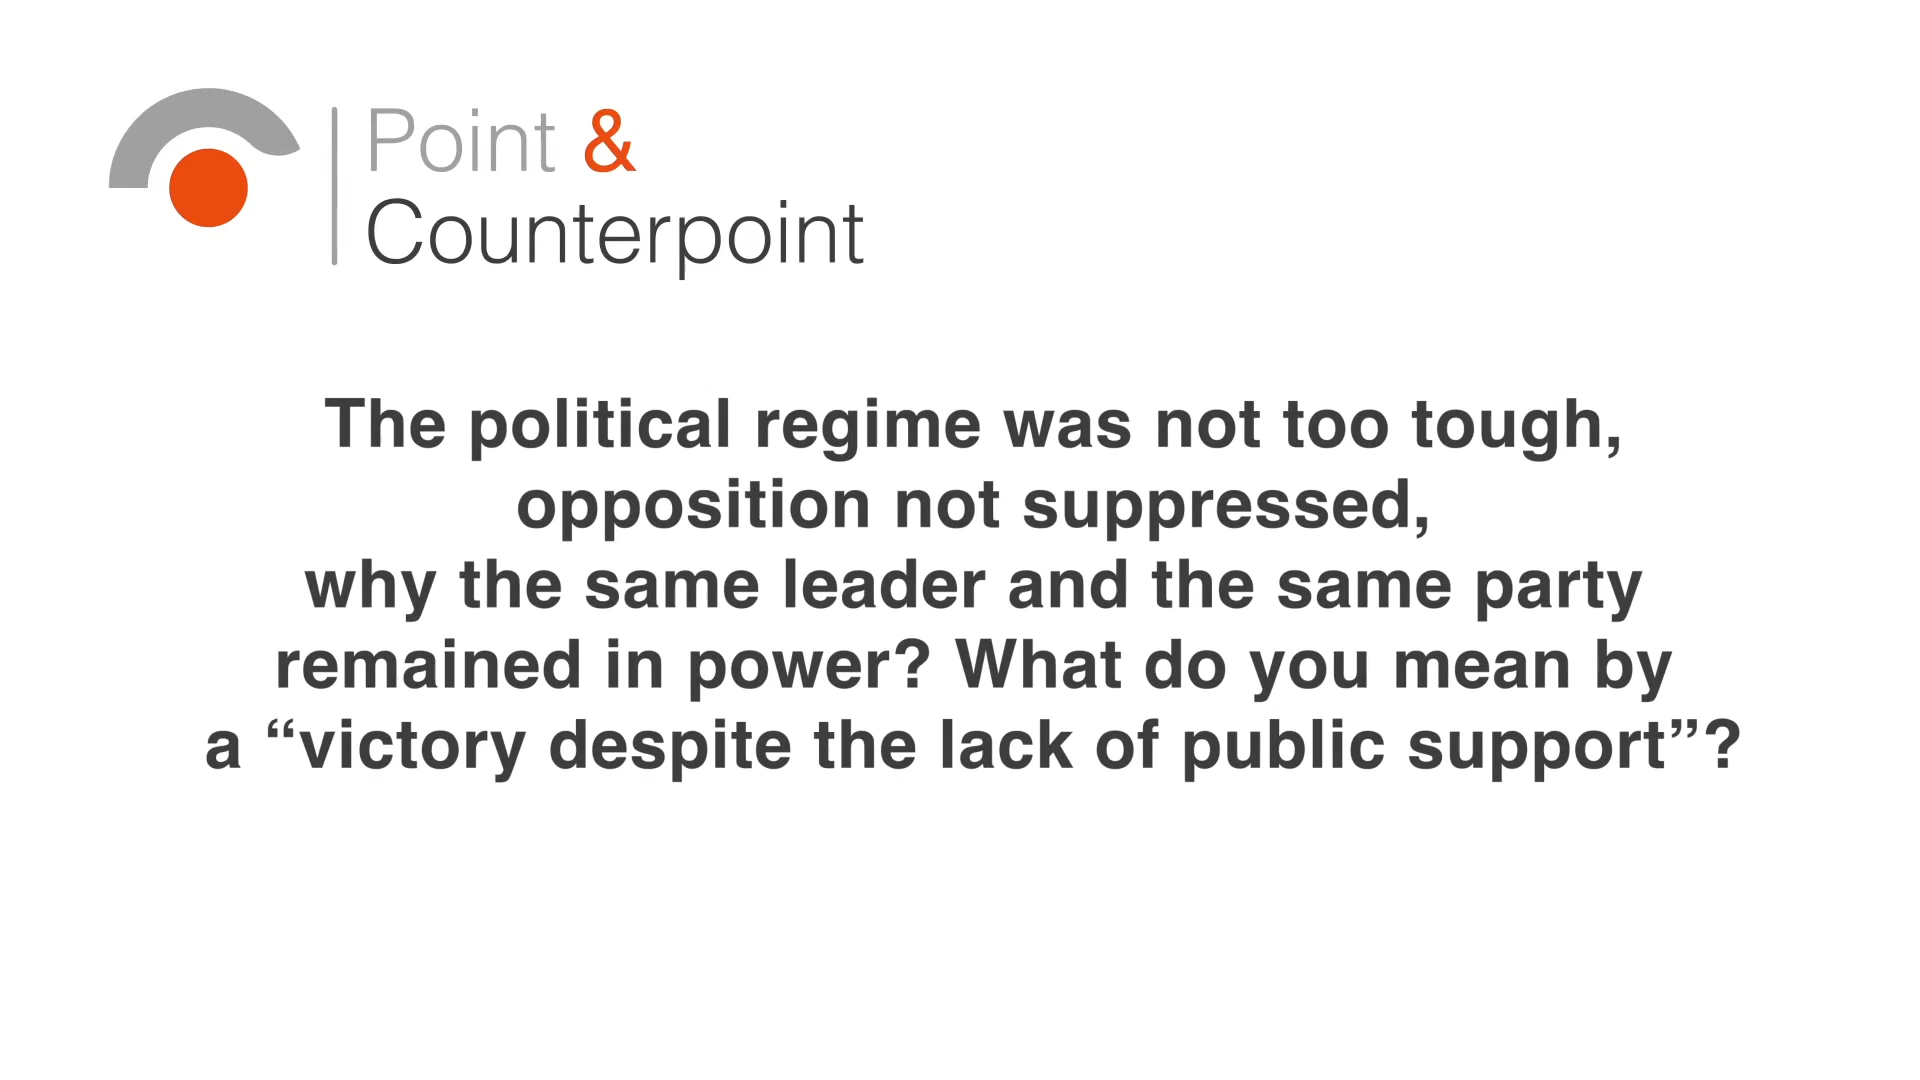 Point &
Counterpoint
The political regime was not too tough,
opposition not suppressed,
why the same leader and the same party
remained in power? What do you mean by
a “victory despite the lack of public support”?